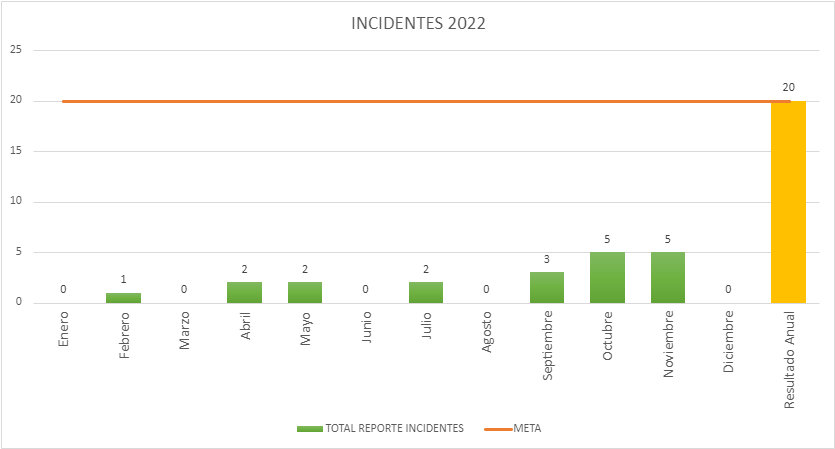 INCIDENTES 2022
25
20
15
10
5
0
0
1
0
2
2
0
2
0
3
5
5
0
20
Enero
Febrero
Marzo
Abril
Mayo
Junio
Julio
Agosto
Septiembre
Octubre
Noviembre
Diciembre
Resultado Anual
TOTAL REPORTE INCIDENTES
META